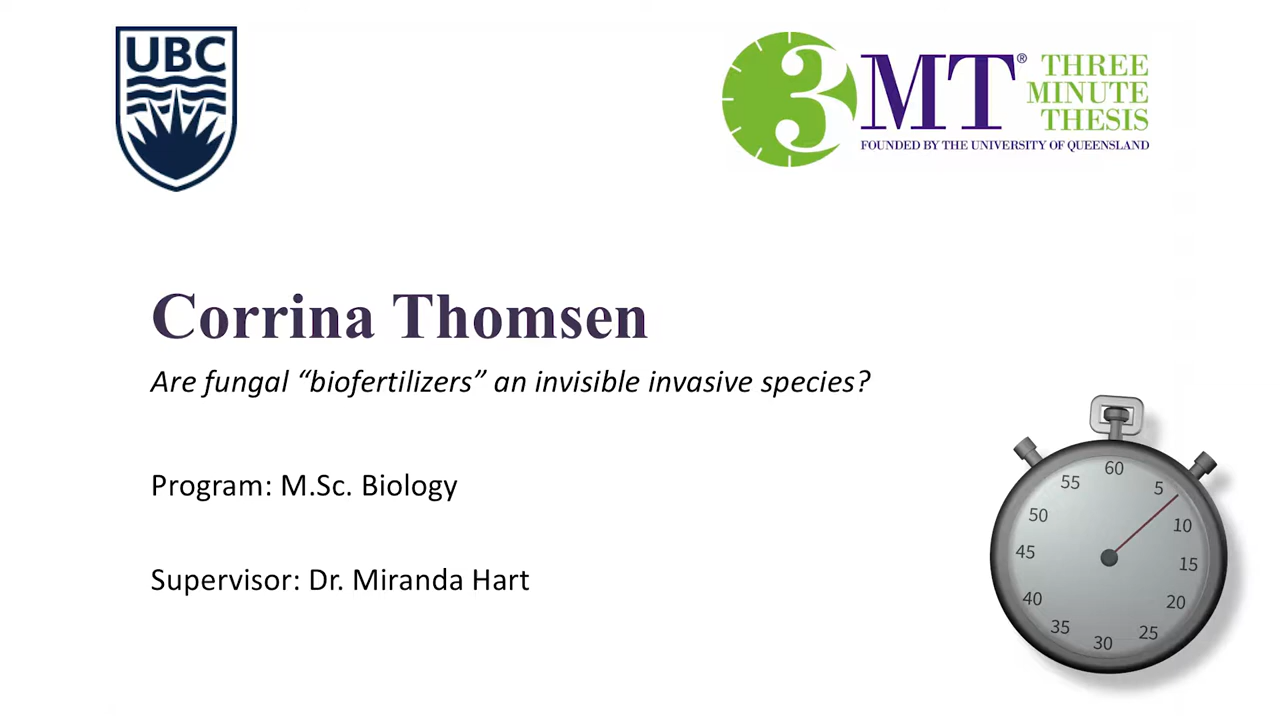 UBC
3MT® THREE
MINUTE
THESIS
FOUNDED BY THE UNIVERSITY OF QUEENSLAND
Corrina Thomsen
Are fungal “biofertilizers” an invisible invasive species?
Program: M.Sc. Biology
Supervisor: Dr. Miranda Hart
60
5
10
15
20
25
30
35
40
45
50
55